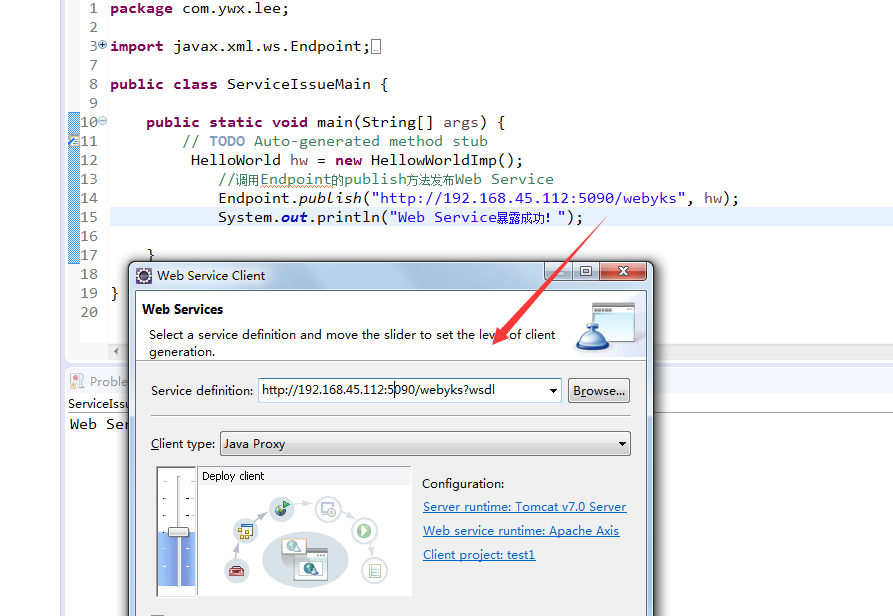 1 package com.ywx.lee;
2
3 import javax.xml.ws.Endpoint;
7
8 public class ServiceIssueMain {
9
10 public static void main(String[] args) {
11 // TODO Auto-generated method stub
12 HelloWorld hw = new HellowWorldImp();
13 //调用Endpoint的publish方法发布Web Service
14 Endpoint.publish("http://192.168.45.112:5090/webyks", hw);
15 System.out.println("Web Service暴露成功! ");
16
17 }
18
19 }
20
Web Service Client
Web Services
Select a service definition and move the slider to set the level of client
generation.
Proble
ServiceIssu
Web Ser
Service definition: http://192.168.45.112:5090/webyks?wsdl Browse...
Client type: Java Proxy
Deploy client
Configuration:
Server runtime: Tomcat v7.0 Server
Web service runtime: Apache Axis
Client project: test1